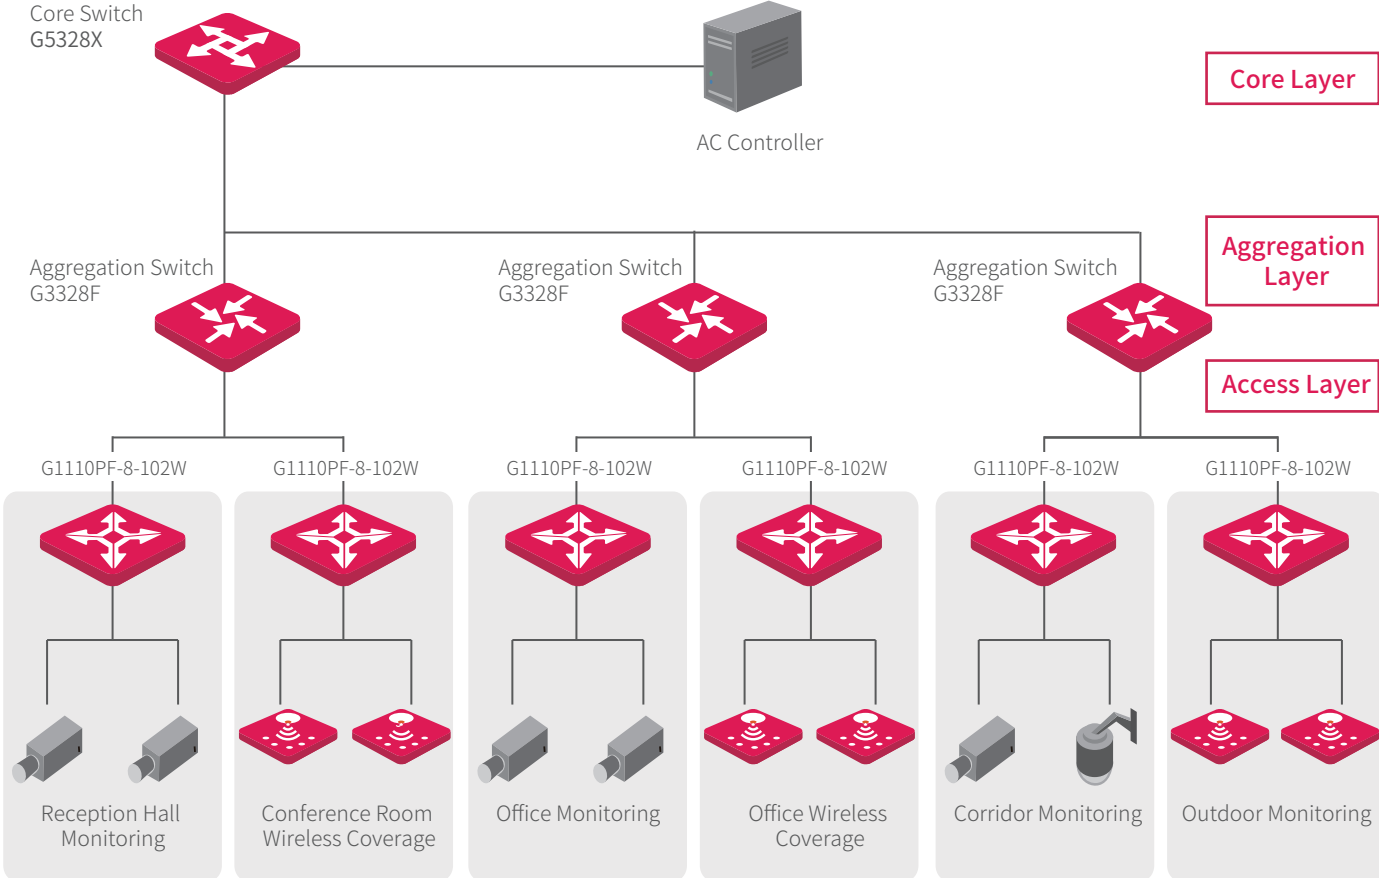 Core Switch
G5328X
AC Controller
Core Layer
Aggregation Switch
G3328F
Aggregation Switch
G3328F
Aggregation Switch
G3328F
Aggregation
Layer
Access Layer
G1110PF-8-102W
G1110PF-8-102W
G1110PF-8-102W
G1110PF-8-102W
G1110PF-8-102W
G1110PF-8-102W
Reception Hall
Monitoring
Conference Room
Wireless Coverage
Office Monitoring
Office Wireless
Coverage
Corridor Monitoring
Outdoor Monitoring